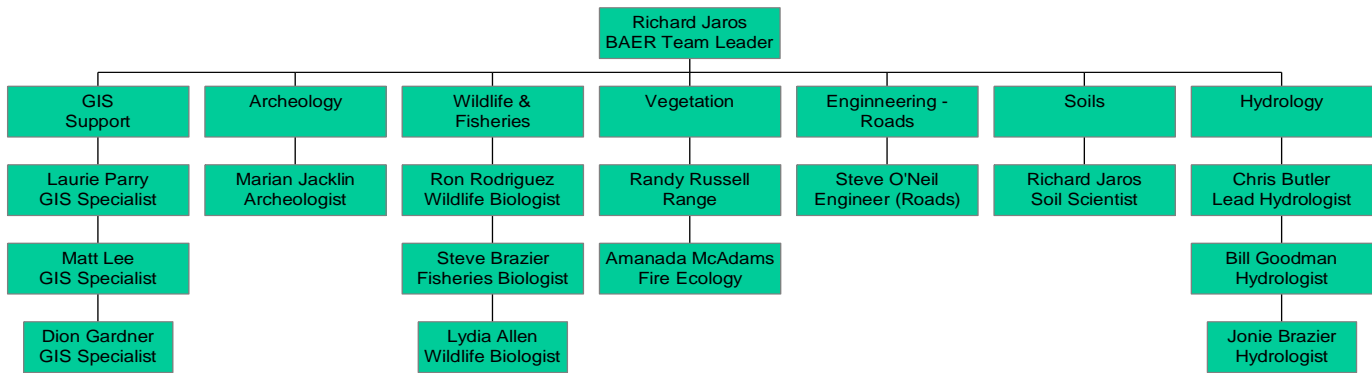 Richard Jaros
BAER Team Leader
GIS
Support
Archeology
Wildlife &
Fisheries
Vegetation
Enginneering -
Roads
Soils
Hydrology
Laurie Parry
GIS Specialist
Marian Jacklin
Archeologist
Ron Rodriguez
Wildlife Biologist
Randy Russell
Range
Steve O'Neil
Engineer (Roads)
Richard Jaros
Soil Scientist
Chris Butler
Lead Hydrologist
Matt Lee
GIS Specialist
Steve Brazier
Fisheries Biologist
Amanada McAdams
Fire Ecology
Bill Goodman
Hydrologist
Dion Gardner
GIS Specialist
Lydia Allen
Wildlife Biologist
Jonie Brazier
Hydrologist